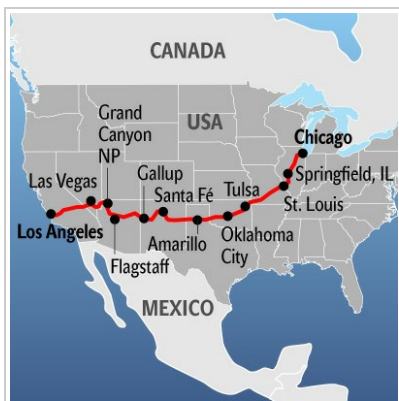 CANADA
Grand
Canyon
NP
USA
Chicago
Gallup
Springfield, IL
Las Vegas
Santa Fé
Tulsa
St. Louis
Los Angeles
Amarillo
Oklahoma
City
Flagstaff
MEXICO